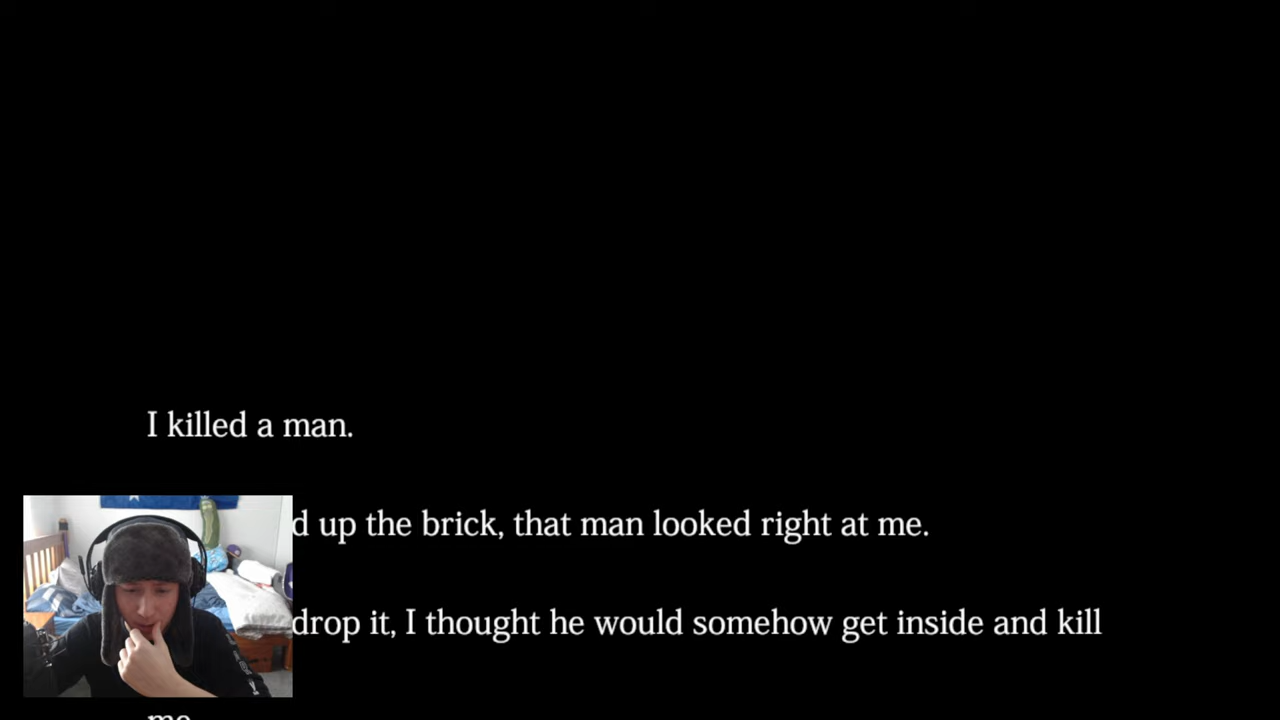 I killed a man.
d up the brick, that man looked right at me.
drop it, I thought he would somehow get inside and kill
me